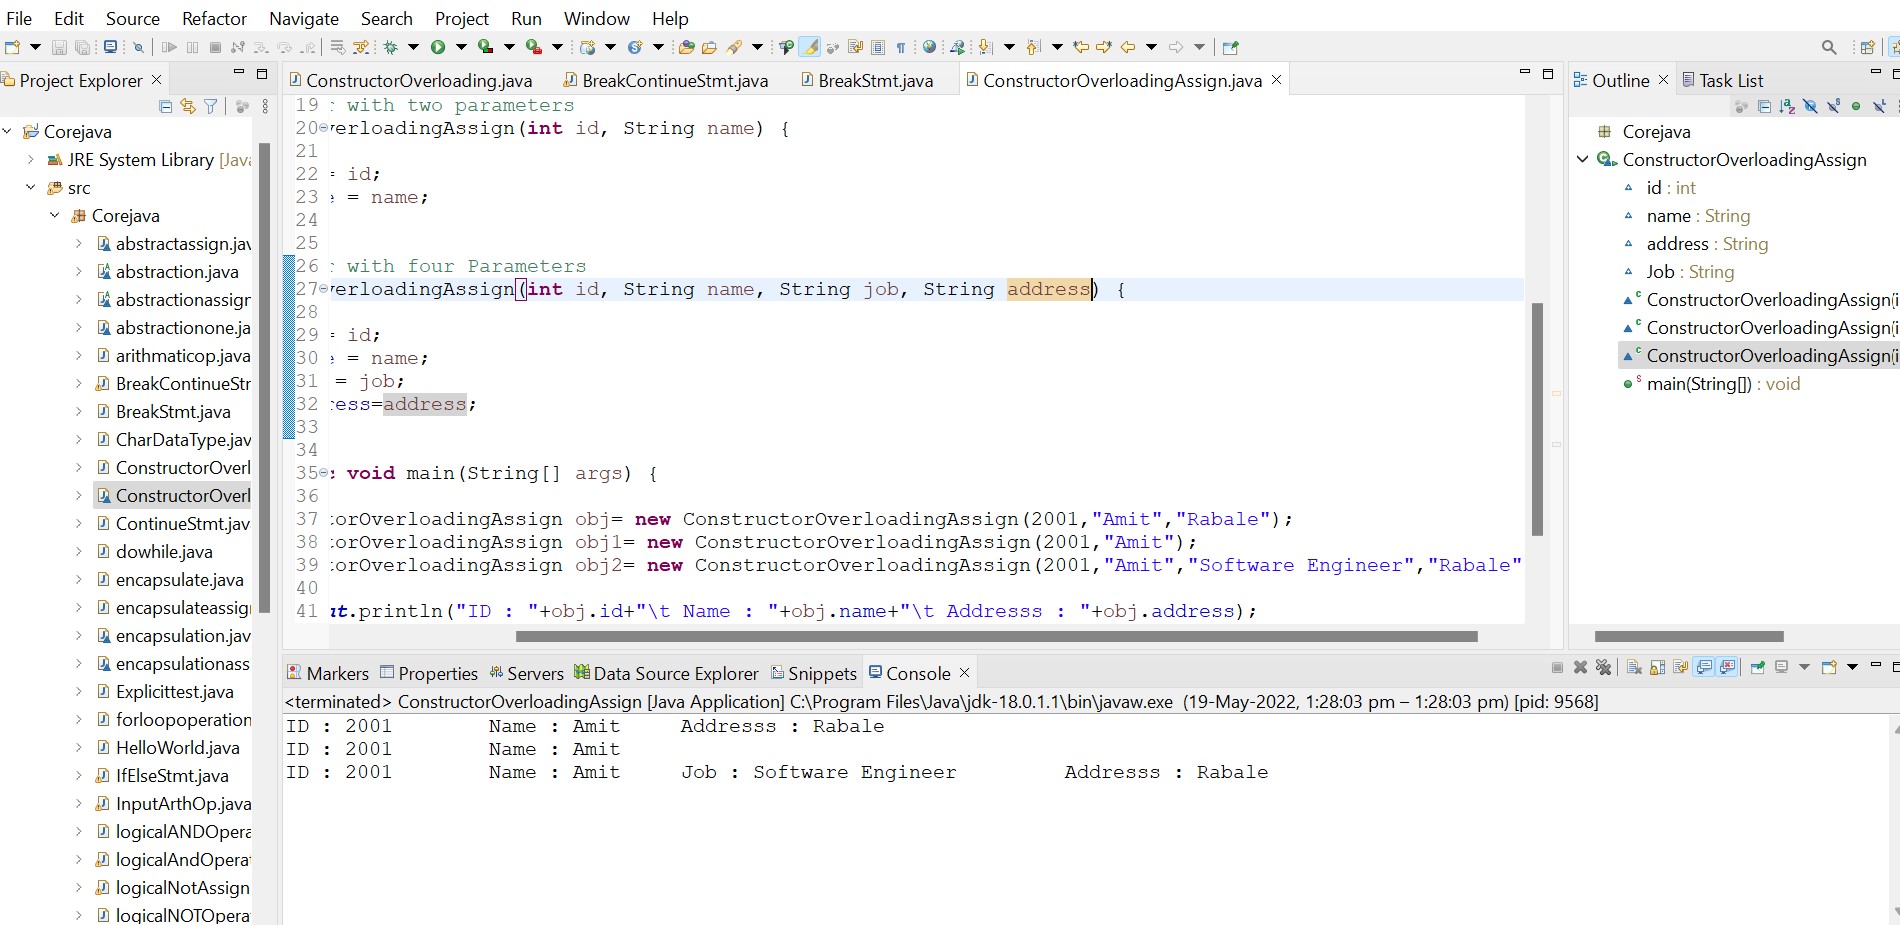 File Edit Source Refactor Navigate Search Project Run Window Help
Project Explorer
Corejava
JRE System Library [Java
src
Corejava
abstractassign.jav
abstraction.java
abstractionassign
abstractionone.ja
arithmaticop.java
BreakContinueStr
BreakStmt.java
CharDataType.jav
ConstructorOverl
ConstructorOverl
ContinueStmt.jav
dowhile.java
encapsulate.java
encapsulateassig
encapsulation.jav
encapsulationass
Explicittest.java
forloopoperation
HelloWorld.java
IfElseStmt.java
InputArthOp.java
logicalANDOpera
logicalAndOpera
logicalNotAssign
logicalNOTOpera
ConstructorOverloading.java BreakContinueStmt.java BreakStmt.java ConstructorOverloadingAssign.java
19 r with two parameters
20 verloadingAssign(int id, String name) {
21
22 = id;
23 e = name;
24
25
26 r with four Parameters
27 verloadingAssign(int id, String name, String job, String address) {
28
29 = id;
30 e = name;
31 = job;
32 ress=address;
33
34
35 c void main(String[] args) {
36
37 torOverloadingAssign obj= new ConstructorOverloadingAssign(2001,"Amit","Rabale");
38 torOverloadingAssign obj1= new ConstructorOverloadingAssign(2001,"Amit");
39 torOverloadingAssign obj2= new ConstructorOverloadingAssign(2001,"Amit","Software Engineer","Rabale"
40
41 ut.println("ID : "+obj.id+"\t Name : "+obj.name+"\t Addresss : "+obj.address);
Outline Task List
Corejava
ConstructorOverloadingAssign
id : int
name : String
address : String
Job : String
ConstructorOverloadingAssign(i
ConstructorOverloadingAssign(i
ConstructorOverloadingAssign(i
main(String[]) : void
Markers Properties Servers Data Source Explorer Snippets Console
<terminated> ConstructorOverloadingAssign [Java Application] C:\Program Files\Java\jdk-18.0.1.1\bin\javaw.exe (19-May-2022, 1:28:03 pm – 1:28:03 pm) [pid: 9568]
ID : 2001 Name : Amit Addresss : Rabale
ID : 2001 Name : Amit
ID : 2001 Name : Amit Job : Software Engineer Addresss : Rabale